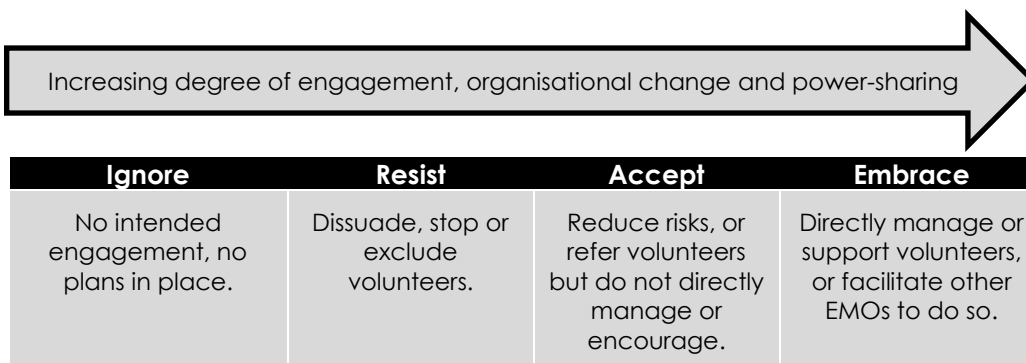 Increasing degree of engagement, organisational change and power-sharing
Ignore
No intended
engagement, no
plans in place.
Resist
Dissuade, stop or
exclude
volunteers.
Accept
Reduce risks, or
refer volunteers
but do not directly
manage or
encourage.
Embrace
Directly manage or
support volunteers,
or facilitate other
EMOs to do so.